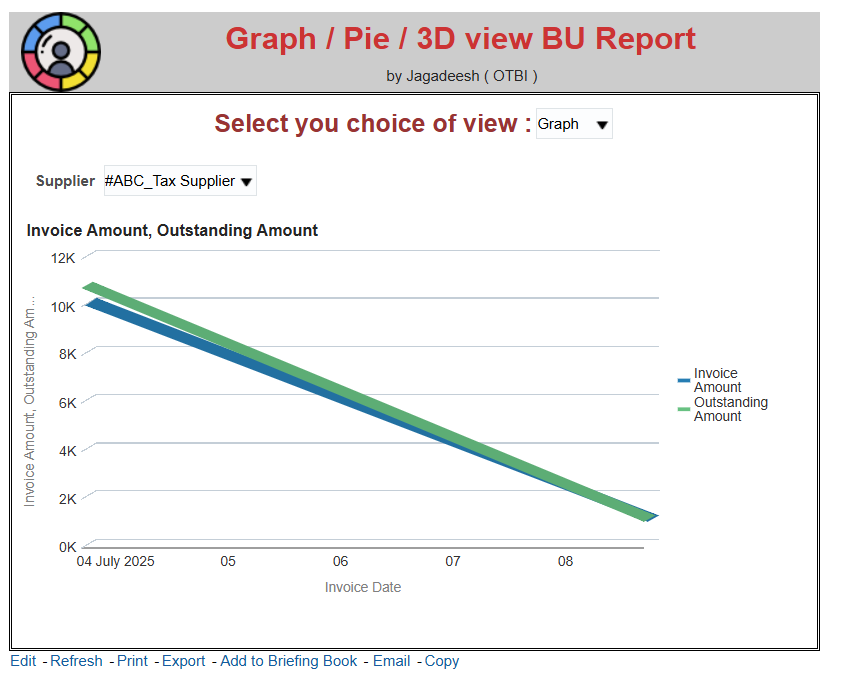 Graph / Pie / 3D view BU Report
by Jagadeesh ( OTBI )
Select you choice of view : Graph
Supplier #ABC_Tax Supplier
Invoice Amount, Outstanding Amount
12K
10K
8K
6K
4K
2K
0K
Invoice Amount, Outstanding Am...
04 July 2025 05 06 07 08
Invoice Date
Invoice
Amount
Outstanding
Amount
Edit - Refresh - Print - Export - Add to Briefing Book - Email - Copy